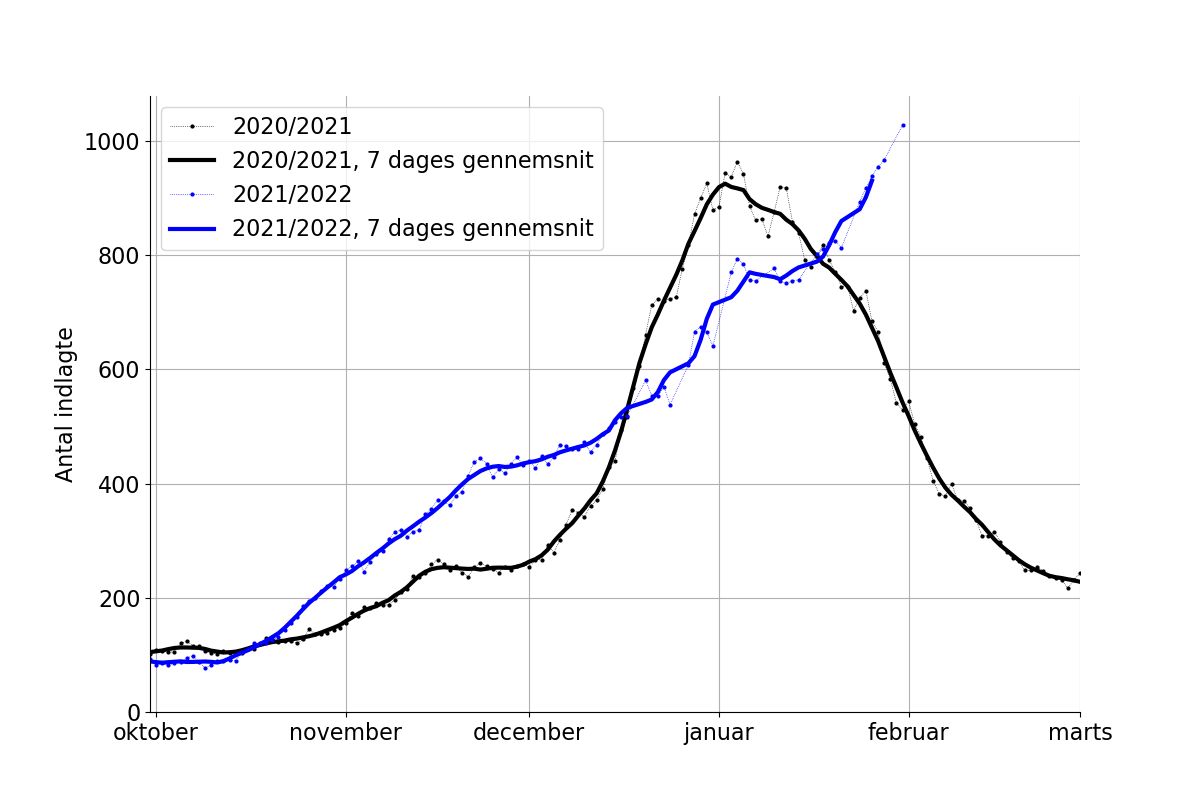 2020/2021
2020/2021, 7 dages gennemsnit
2021/2022
2021/2022, 7 dages gennemsnit
Antal indlagte
1000
800
600
400
200
0
oktober november december januar februar marts